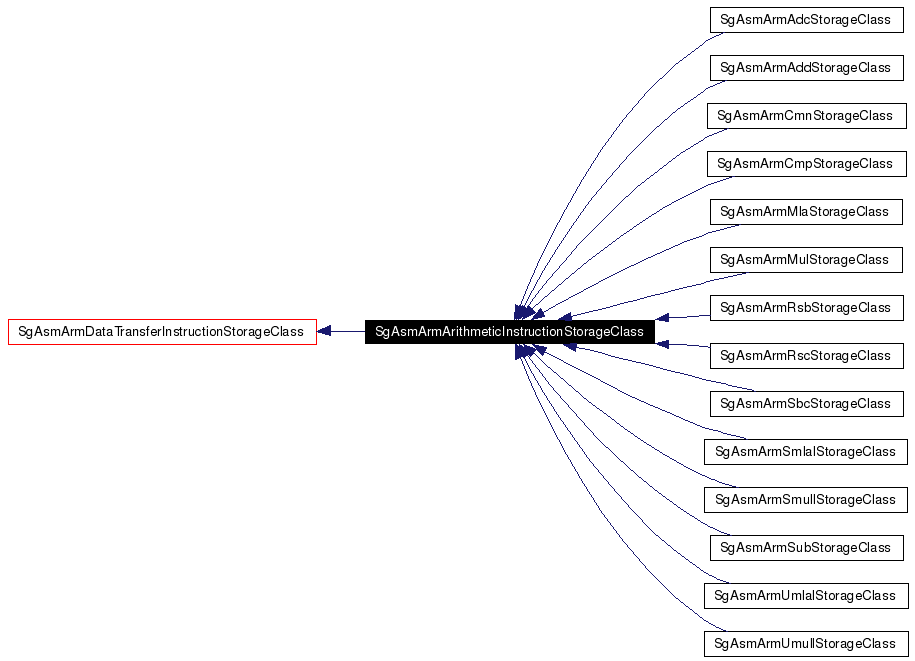 SgAsmArmAdcStorageClass
SgAsmArmAddStorageClass
SgAsmArmCmnStorageClass
SgAsmArmCmpStorageClass
SgAsmArmMlaStorageClass
SgAsmArmMulStorageClass
SgAsmArmRsbStorageClass
SgAsmArmDataTransferInstructionStorageClass
SgAsmArmArithmeticInstructionStorageClass
SgAsmArmRscStorageClass
SgAsmArmSbcStorageClass
SgAsmArmSmlalStorageClass
SgAsmArmSmullStorageClass
SgAsmArmSubStorageClass
SgAsmArmUmlalStorageClass
SgAsmArmUmullStorageClass